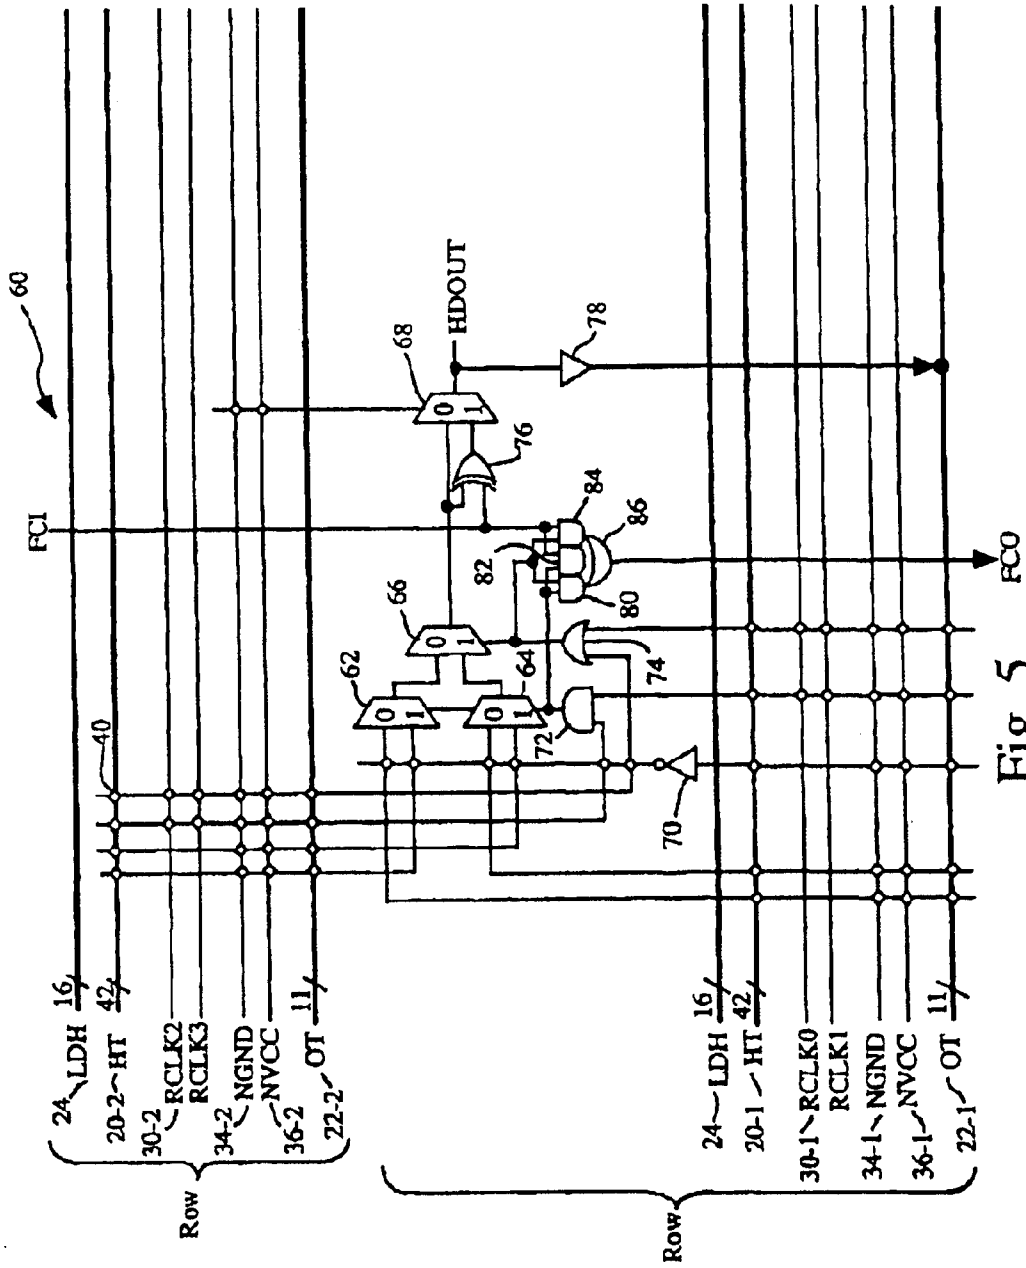 60
24 LDH 16
20-2 HT 42
30-2 RCLK2
RCLK3
34-2 NGND
36-2 NVCC
22-2 OT 11
Row
40
FCI
62
0
1
64
0
1
66
0
1
68
0
1
HDOUT
70
72
74
76
78
80
82
84
86
24 LDH 16
20-1 HT 42
30-1 RCLK0
RCLK1
34-1 NGND
36-1 NVCC
22-1 OT 11
Row
FCO
Fig. 5